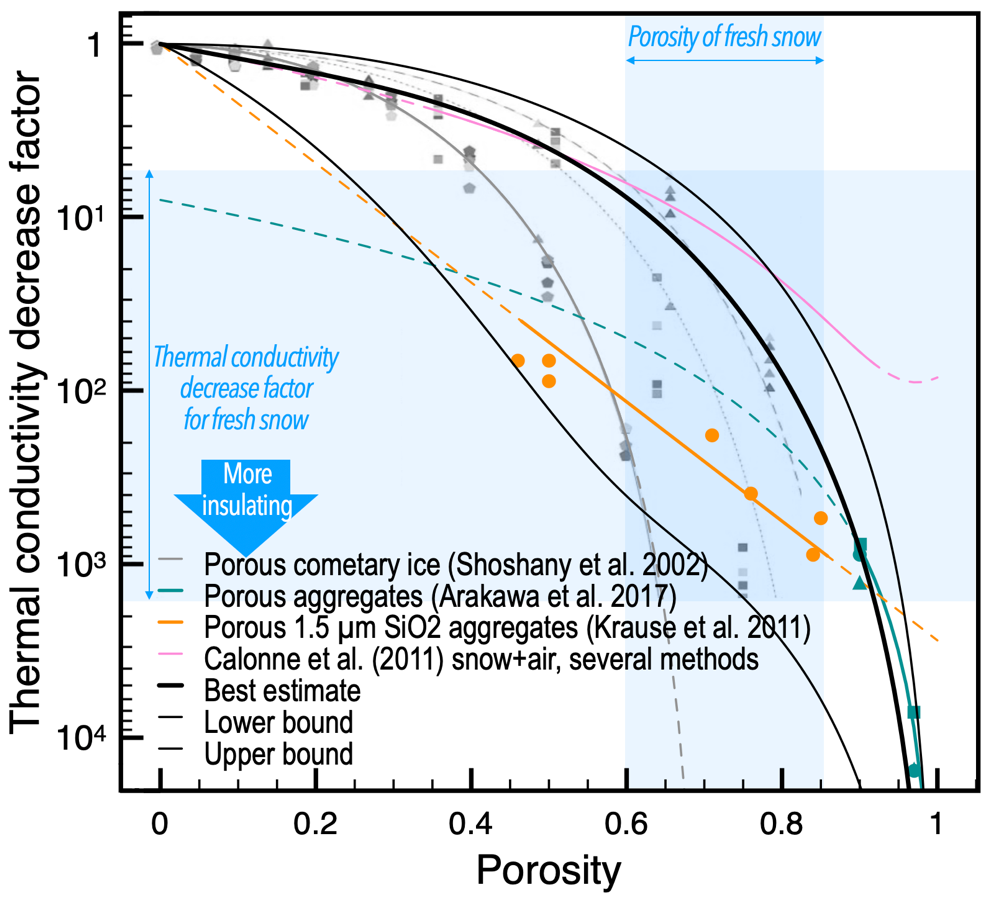 Thermal conductivity decrease factor
1
10¹
10²
10³
10⁴
Porosity of fresh snow
Thermal conductivity
decrease factor
for fresh snow
More
insulating
Porous cometary ice (Shoshany et al. 2002)
Porous aggregates (Arakawa et al. 2017)
Porous 1.5 μm SiO2 aggregates (Krause et al. 2011)
Calonne et al. (2011) snow+air, several methods
Best estimate
Lower bound
Upper bound
0 0.2 0.4 0.6 0.8 1
Porosity